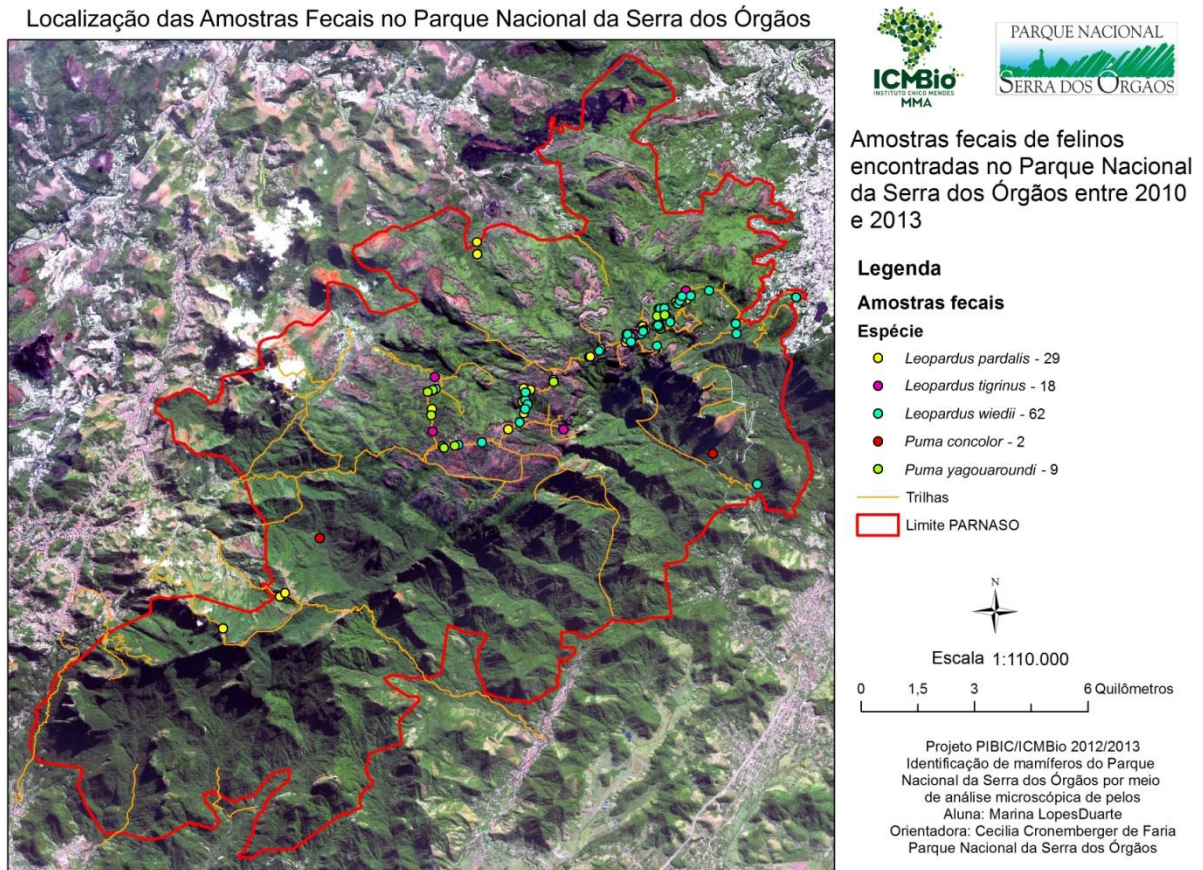 Localização das Amostras Fecais no Parque Nacional da Serra dos Órgãos
ICMBio
INSTITUTO CHICO MENDES
MMA
PARQUE NACIONAL
SERRA DOS ÓRGAOS
Amostras fecais de felinos
encontradas no Parque Nacional
da Serra dos Órgãos entre 2010
e 2013
Legenda
Amostras fecais
Espécie
Leopardus pardalis - 29
Leopardus tigrinus - 18
Leopardus wiedii - 62
Puma concolor - 2
Puma yagouaroundi - 9
Trilhas
Limite PARNASO
N
Escala 1:110.000
0 1,5 3 6 Quilômetros
Projeto PIBIC/ICMBio 2012/2013
Identificação de mamíferos do Parque
Nacional da Serra dos Órgãos por meio
de análise microscópica de pelos
Aluna: Marina LopesDuarte
Orientadora: Cecilia Cronemberger de Faria
Parque Nacional da Serra dos Órgãos